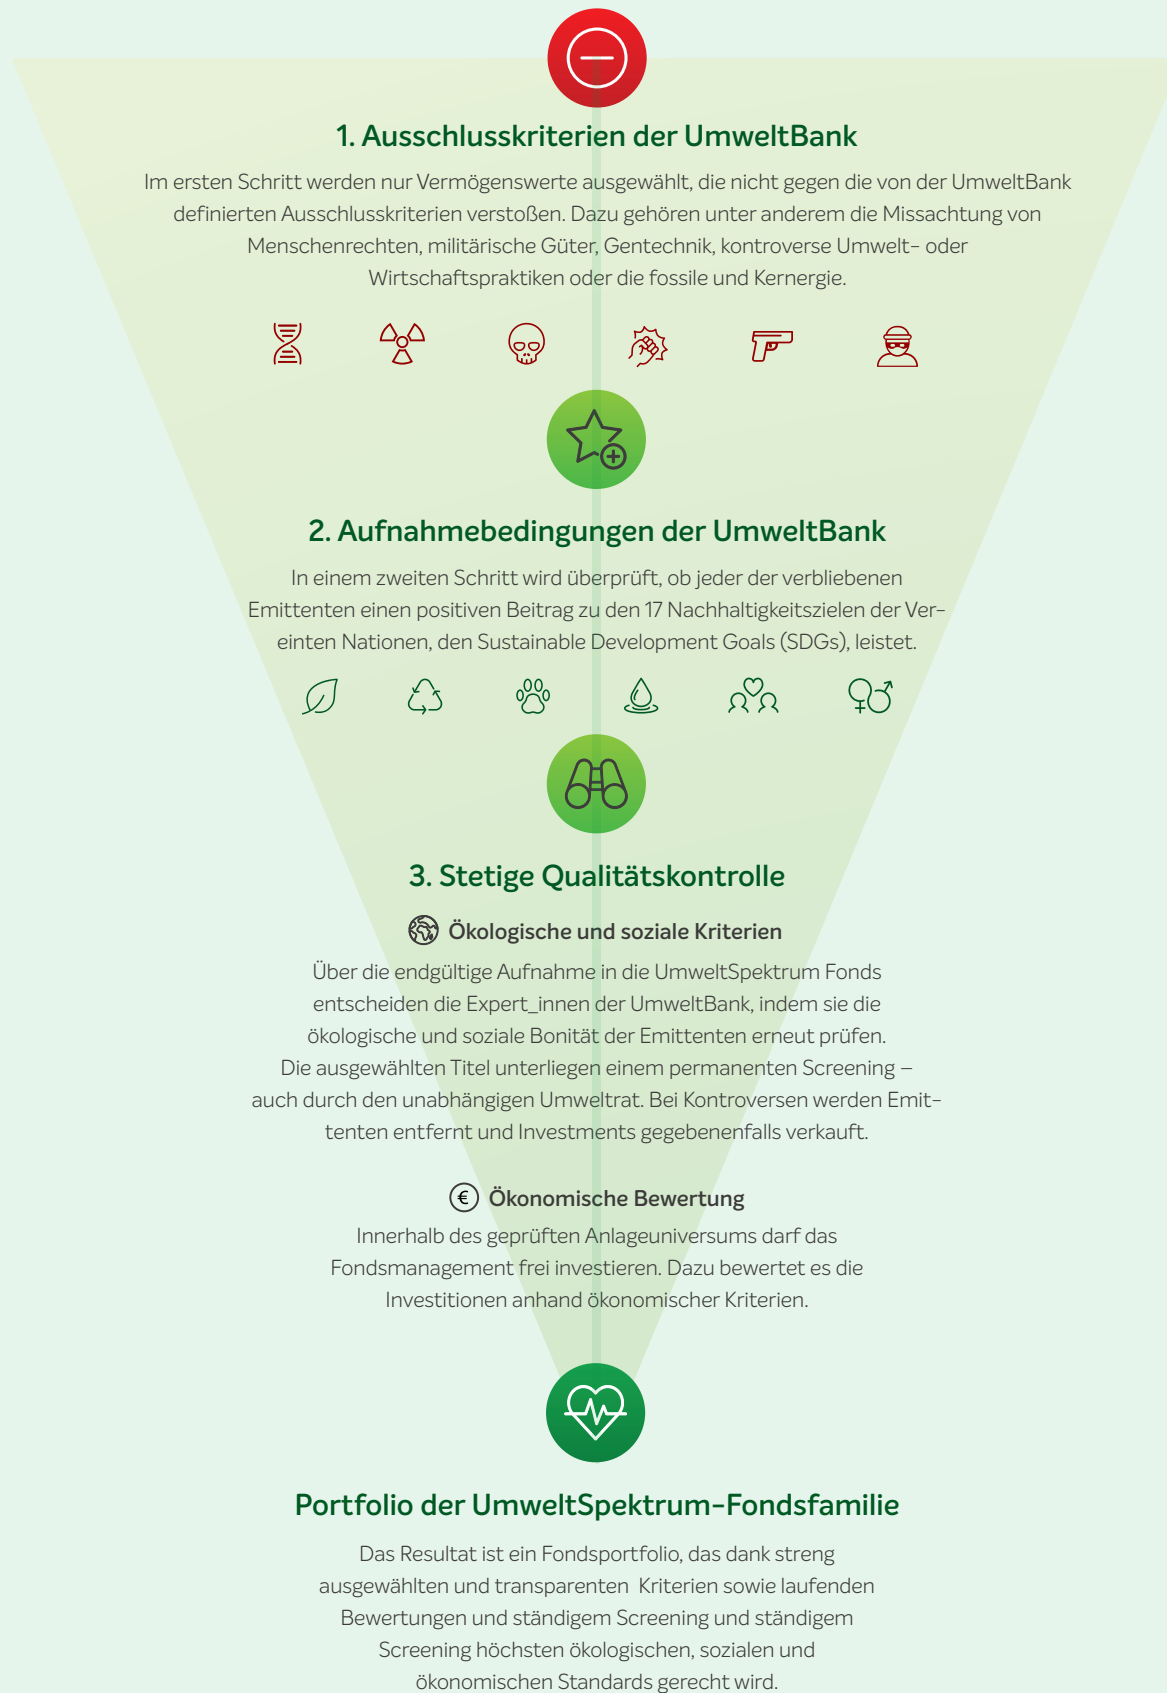 1. Ausschlusskriterien der UmweltBank
Im ersten Schritt werden nur Vermögenswerte ausgewählt, die nicht gegen die von der UmweltBank
definierten Ausschlusskriterien verstoßen. Dazu gehören unter anderem die Missachtung von
Menschenrechten, militärische Güter, Gentechnik, kontroverse Umwelt- oder
Wirtschaftspraktiken oder die fossile und Kernergie.
2. Aufnahmebedingungen der UmweltBank
In einem zweiten Schritt wird überprüft, ob jeder der verbliebenen
Emittenten einen positiven Beitrag zu den 17 Nachhaltigkeitszielen der Ver-
einten Nationen, den Sustainable Development Goals (SDGs), leistet.
3. Stetige Qualitätskontrolle
Ökologische und soziale Kriterien
Über die endgültige Aufnahme in die UmweltSpektrum Fonds
entscheiden die Expert_innen der UmweltBank, indem sie die
ökologische und soziale Bonität der Emittenten erneut prüfen.
Die ausgewählten Titel unterliegen einem permanenten Screening –
auch durch den unabhängigen Umweltrat. Bei Kontroversen werden Emit-
tenten entfernt und Investments gegebenenfalls verkauft.
€ Ökonomische Bewertung
Innerhalb des geprüften Anlageuniversums darf das
Fondsmanagement frei investieren. Dazu bewertet es die
Investitionen anhand ökonomischer Kriterien.
Portfolio der UmweltSpektrum-Fondsfamilie
Das Resultat ist ein Fondsportfolio, das dank streng
ausgewählten und transparenten Kriterien sowie laufenden
Bewertungen und ständigem Screening und ständigem
Screening höchsten ökologischen, sozialen und
ökonomischen Standards gerecht wird.